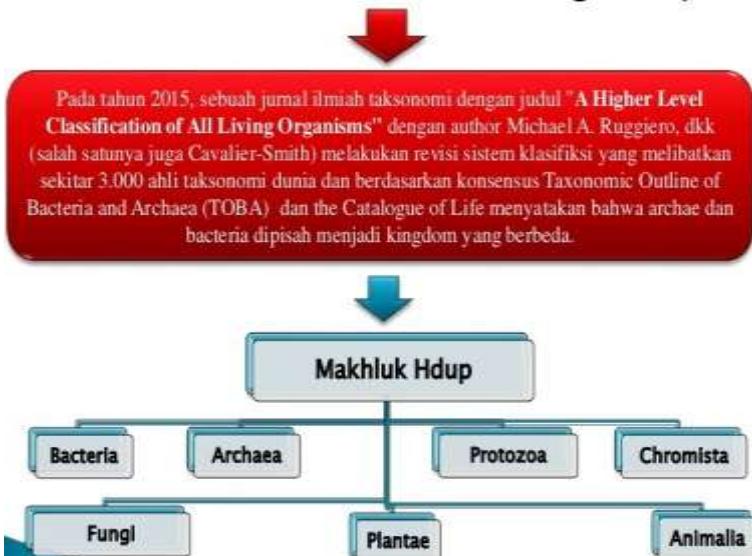 Pada tahun 2015, sebuah jurnal ilmiah taksonomi dengan judul "A Higher Level
Classification of All Living Organisms" dengan author Michael A. Ruggiero, dkk
(salah satunya juga Cavalier-Smith) melakukan revisi sistem klasifiksi yang melibatkan
sekitar 3.000 ahli taksonomi dunia dan berdasarkan konsensus Taxonomic Outline of
Bacteria and Archaea (TOBA) dan the Catalogue of Life menyatakan bahwa archae dan
bacteria dipisah menjadi kingdom yang berbeda.
Makhluk Hdup
Bacteria
Archaea
Protozoa
Chromista
Fungi
Plantae
Animalia